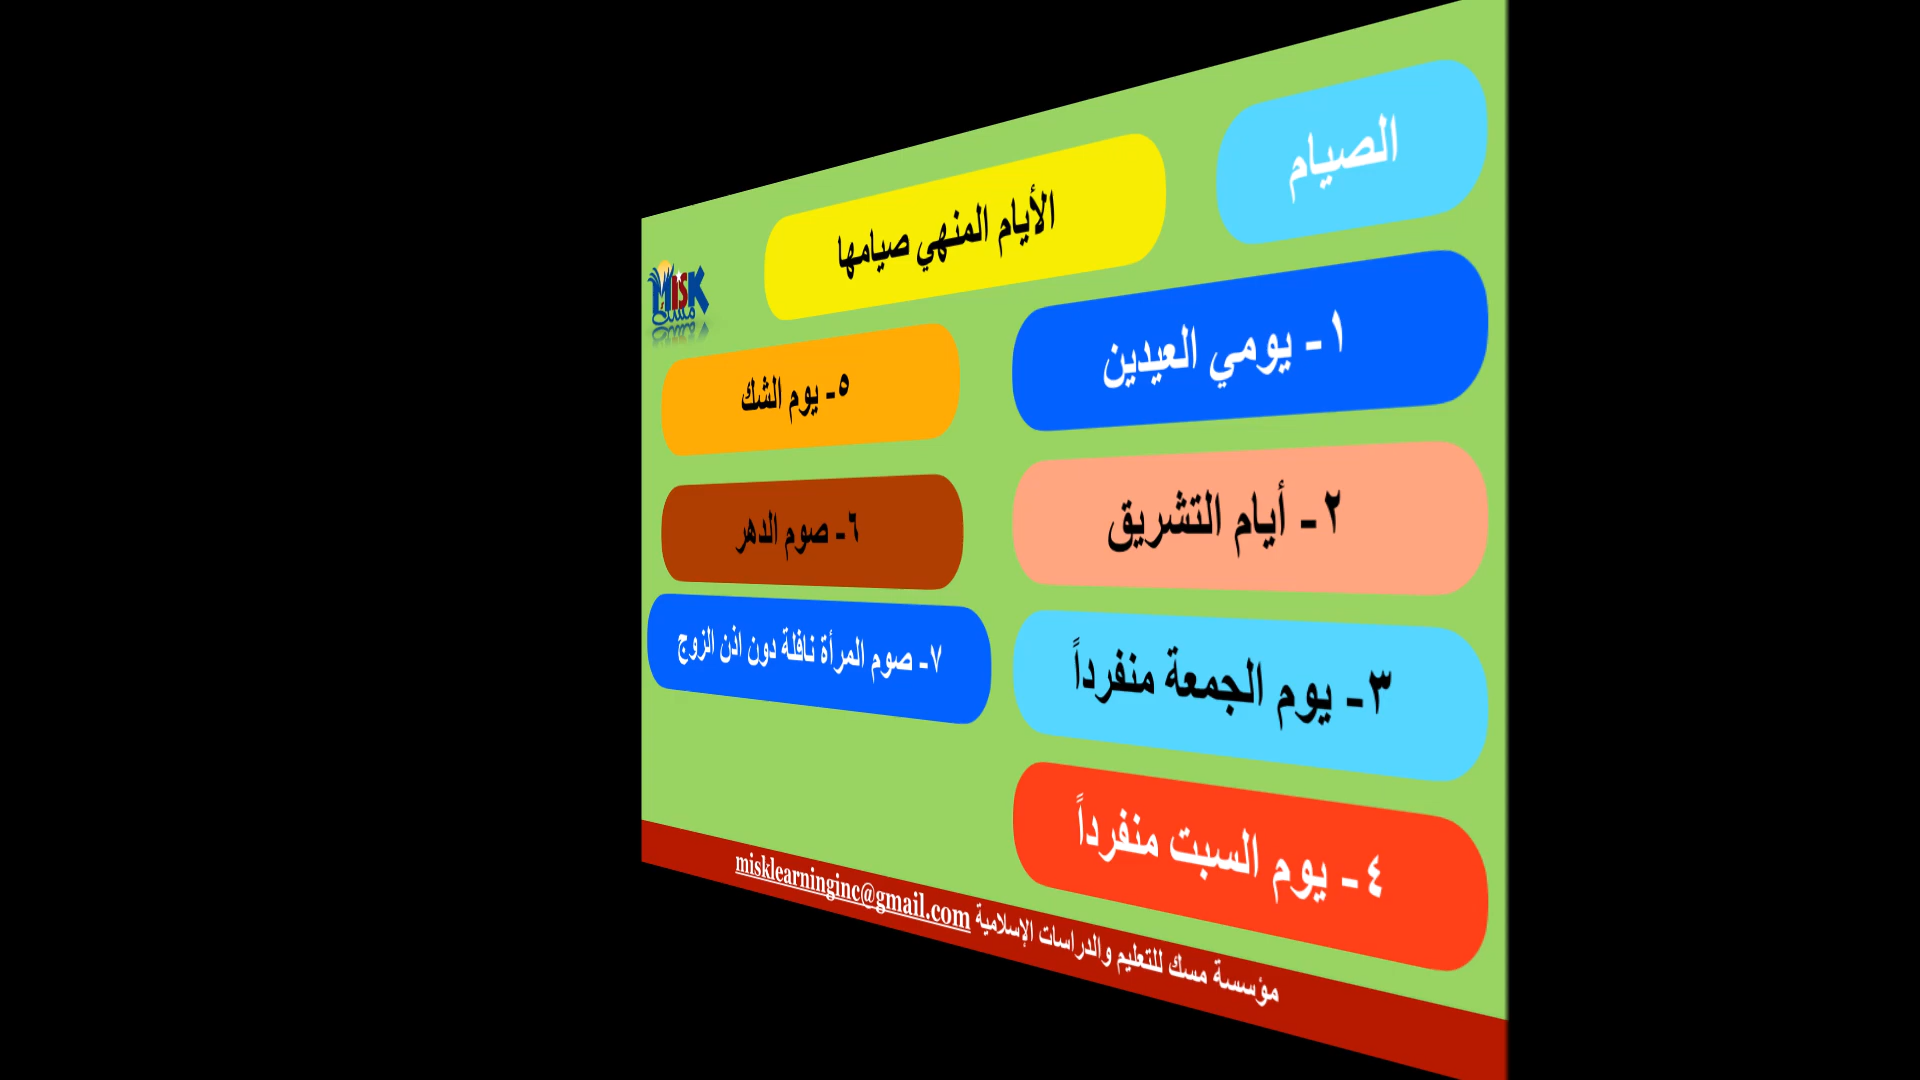 الصيام
الأيام المنهي صيامها
MISK
مسك
١- يومي العيدين
٢- أيام التشريق
٣- يوم الجمعة منفرداً
٤- يوم السبت منفرداً
٥- يوم الشك
٦- صوم الدهر
٧- صوم المرأة نافلة دون اذن الزوج
مؤسسة مسك للتعليم والدراسات الإسلامية misklearninginc@gmail.com